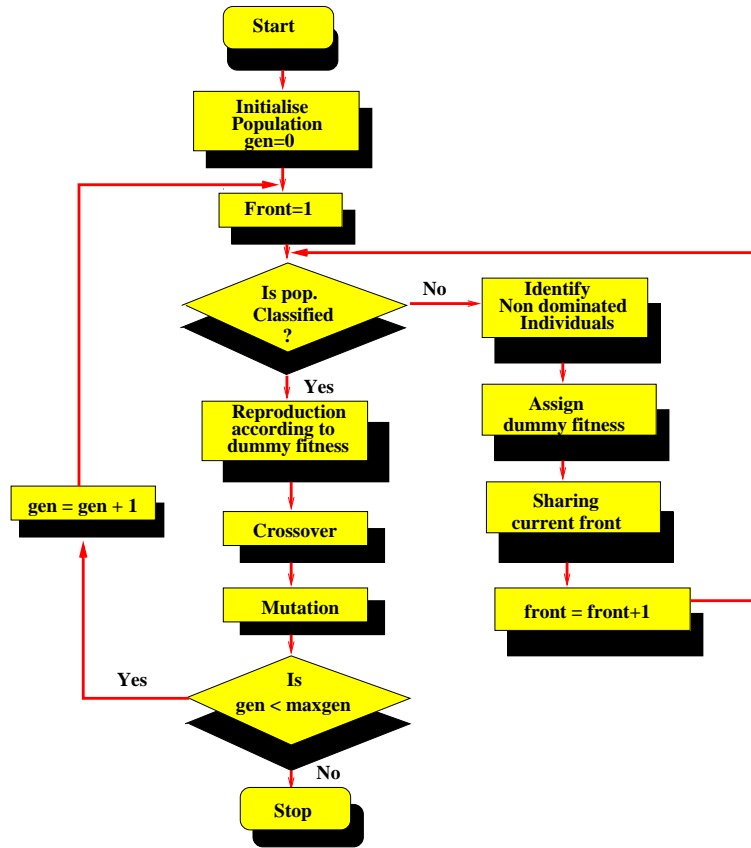 Start
Initialise
Population
gen=0
Front=1
Is pop.
Classified
?
No
Identify
Non dominated
Individuals
Yes
Reproduction
according to
dummy fitness
Assign
dummy fitness
gen = gen + 1
Sharing
current front
Crossover
Mutation
front = front+1
Is
gen < maxgen
Yes
No
Stop